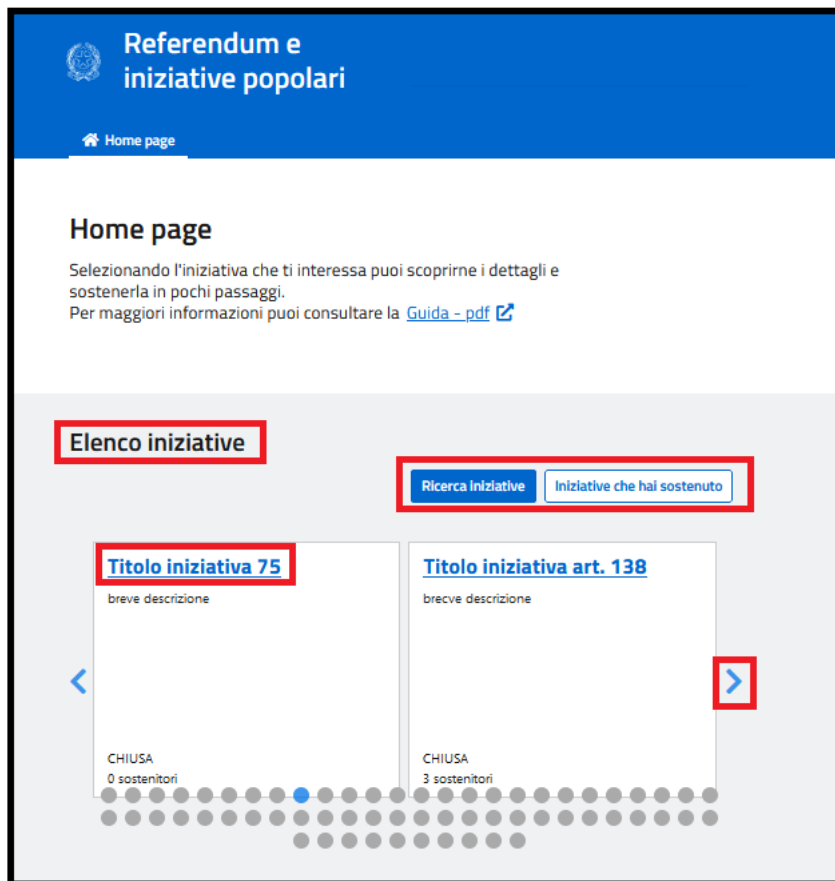 Referendum e
iniziative popolari
Home page
Home page
Selezionando l'iniziativa che ti interessa puoi scoprirne i dettagli e
sostenerla in pochi passaggi.
Per maggiori informazioni puoi consultare la Guida - pdf
Elenco iniziative
Ricerca iniziative Iniziative che hai sostenuto
Titolo iniziativa 75
breve descrizione
CHIUSA
0 sostenitori
Titolo iniziativa art. 138
brecve descrizione
CHIUSA
3 sostenitori